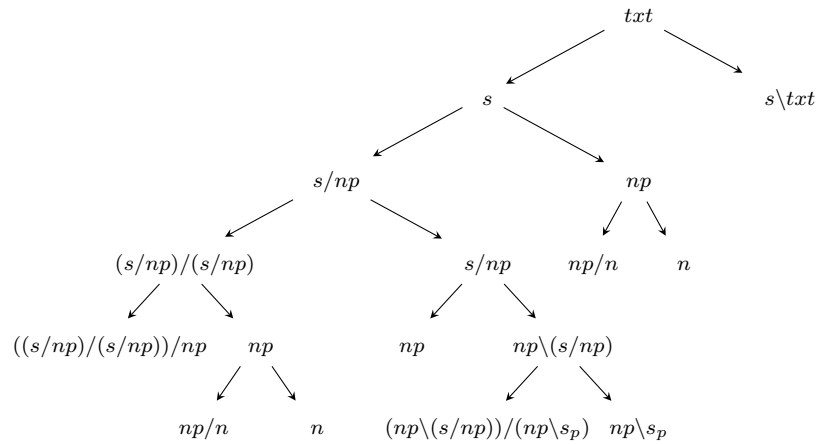 txt
s s\txt
s/np np
(s/np)/(s/np) s/np np/n n
((s/np)/(s/np))/np np np np\(s/np)
np/n n (np\(s/np))/(np\s_p) np\s_p